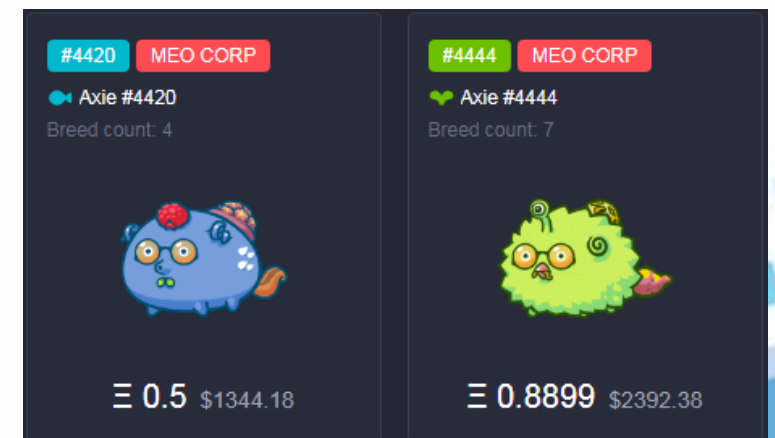 #4420 MEO CORP
Axie #4420
Breed count: 4
Ξ 0.5 $1344.18
#4444 MEO CORP
Axie #4444
Breed count: 7
Ξ 0.8899 $2392.38